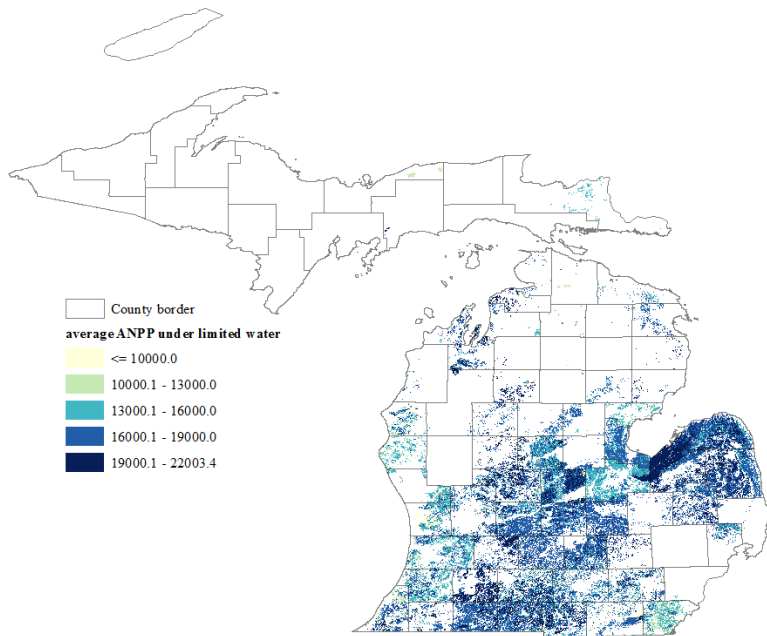 County border
average ANPP under limited water
<= 10000.0
10000.1 - 13000.0
13000.1 - 16000.0
16000.1 - 19000.0
19000.1 - 22003.4